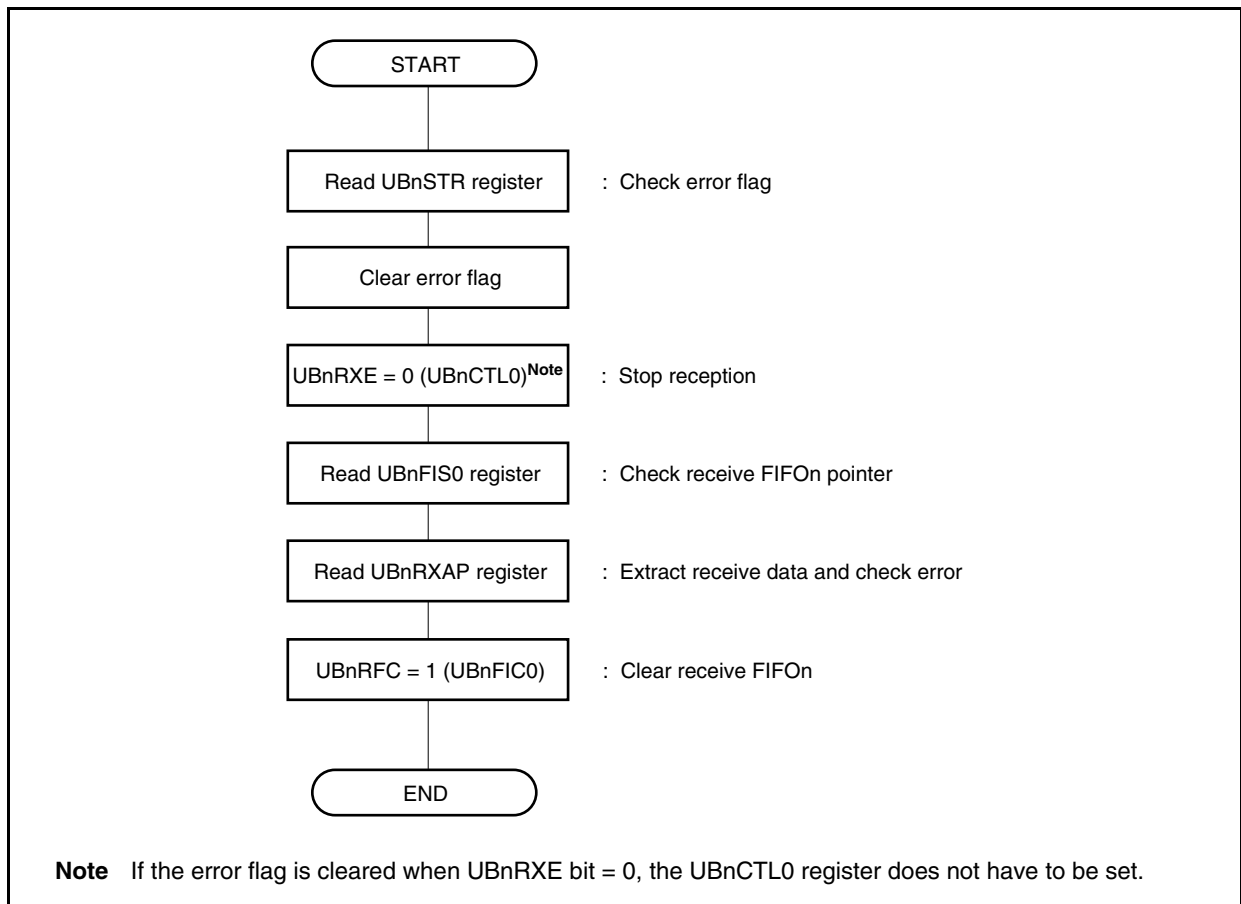 START
Read UBnSTR register : Check error flag
Clear error flag
UBnRXE = 0 (UBnCTL0)Note : Stop reception
Read UBnFIS0 register : Check receive FIFOn pointer
Read UBnRXAP register : Extract receive data and check error
UBnRFC = 1 (UBnFIC0) : Clear receive FIFOn
END
Note If the error flag is cleared when UBnRXE bit = 0, the UBnCTL0 register does not have to be set.